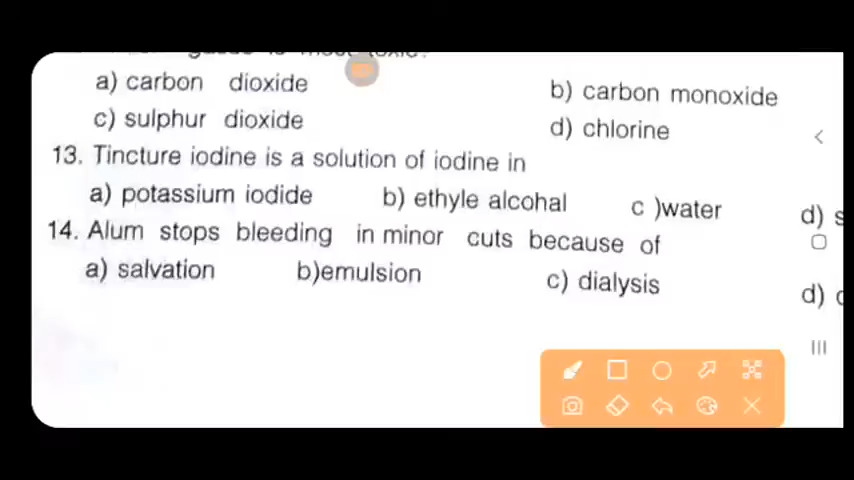 a) carbon dioxide b) carbon monoxide
c) sulphur dioxide d) chlorine
13. Tincture iodine is a solution of iodine in
a) potassium iodide b) ethyle alcohal c )water d)
14. Alum stops bleeding in minor cuts because of
a) salvation b)emulsion c) dialysis d)